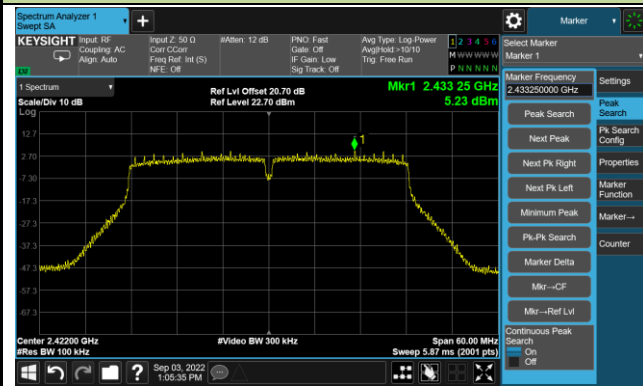 Spectrum Analyzer 1
Swept SA
Marker
KEYSIGHT
Input: RF
Coupling: AC
Align: Auto
Input Z: 50 Ω
Corr CCorr
Freq Ref: Int (S)
NFE: Off
#Atten: 12 dB
PNO: Fast
Gate: Off
IF Gain: Low
Sig Track: Off
Avg Type: Log-Power
Avg|Hold:>10/10
Trig: Free Run
1 2 3 4 5 6
M W W W W W
P N N N N N
LXI
Select Marker
Marker 1
1 Spectrum
Scale/Div 10 dB
Log
Ref Lvl Offset 20.70 dB
Ref Level 22.70 dBm
Mkr1 2.433 25 GHz
5.23 dBm
12.7
2.70
-7.30
-17.3
-27.3
-37.3
-47.3
-57.3
-67.3
1
Center 2.42200 GHz
#Res BW 100 kHz
#Video BW 300 kHz
Span 60.00 MHz
Sweep 5.87 ms (2001 pts)
Marker Frequency
2.433250000 GHz
Peak Search
Next Peak
Next Pk Right
Next Pk Left
Minimum Peak
Pk-Pk Search
Marker Delta
Mkr→CF
Mkr→Ref Lvl
Continuous Peak
Search
On
Off
Settings
Peak
Search
Pk Search
Config
Properties
Marker
Function
Marker→
Counter
Sep 03, 2022
1:05:35 PM